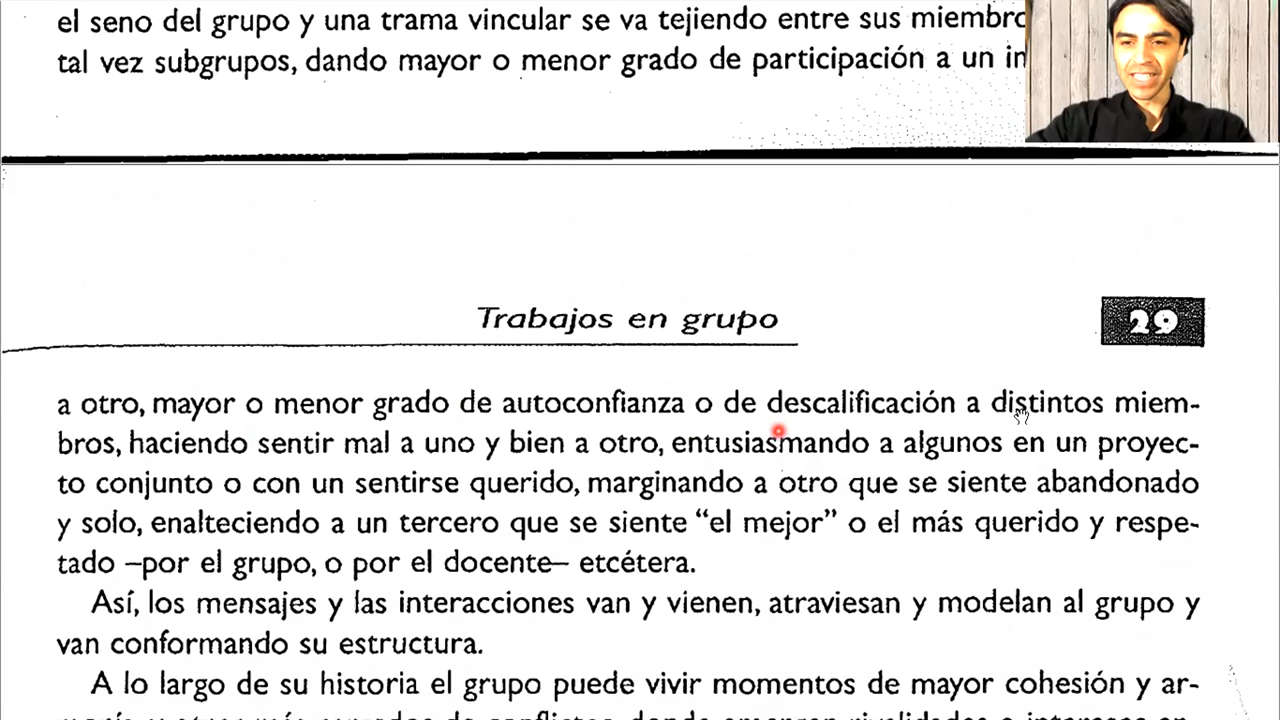 el seno del grupo y una trama vincular se va tejiendo entre sus
tal vez subgrupos, dando mayor o menor grado de participación a un
Trabajos en grupo
29
a otro, mayor o menor grado de autoconfianza o de descalificación a distintos miem-
bros, haciendo sentir mal a uno y bien a otro, entusiasmando a algunos en un proyec-
to conjunto o con un sentirse querido, marginando a otro que se siente abandonado
y solo, enalteciendo a un tercero que se siente “el mejor” o el más querido y respe-
tado –por el grupo, o por el docente– etcétera.
Así, los mensajes y las interacciones van y vienen, atraviesan y modelan al grupo y
van conformando su estructura.
A lo largo de su historia el grupo puede vivir momentos de mayor cohesión y ar-